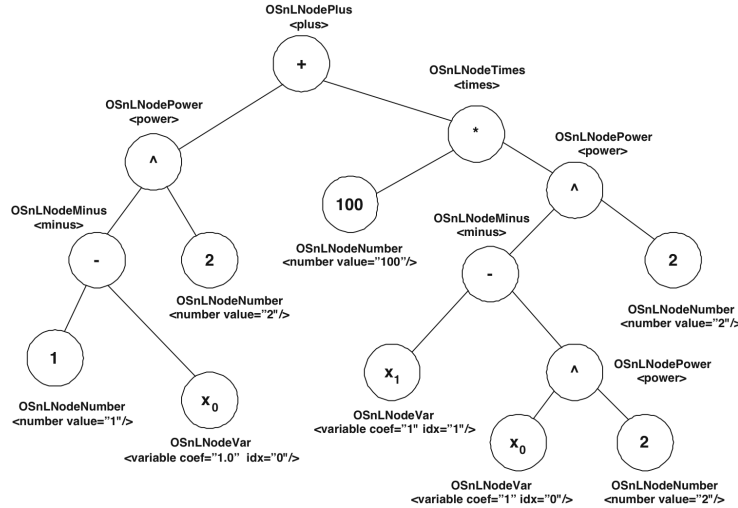 OSnLNodePlus
<plus>
+
OSnLNodeTimes
<times>
*
OSnLNodePower
<power>
^
OSnLNodePower
<power>
^
100
OSnLNodeNumber
<number value=”100”/>
OSnLNodeMinus
<minus>
-
2
OSnLNodeNumber
<number value=”2"/>
OSnLNodeMinus
<minus>
-
2
OSnLNodeNumber
<number value=”2"/>
1
OSnLNodeNumber
<number value=”1"/>
x0
OSnLNodeVar
<variable coef=”1.0” idx=”0"/>
x1
OSnLNodeVar
<variable coef=”1" idx=”1"/>
^
OSnLNodePower
<power>
x0
OSnLNodeVar
<variable coef=”1” idx=”0"/>
2
OSnLNodeNumber
<number value=”2"/>